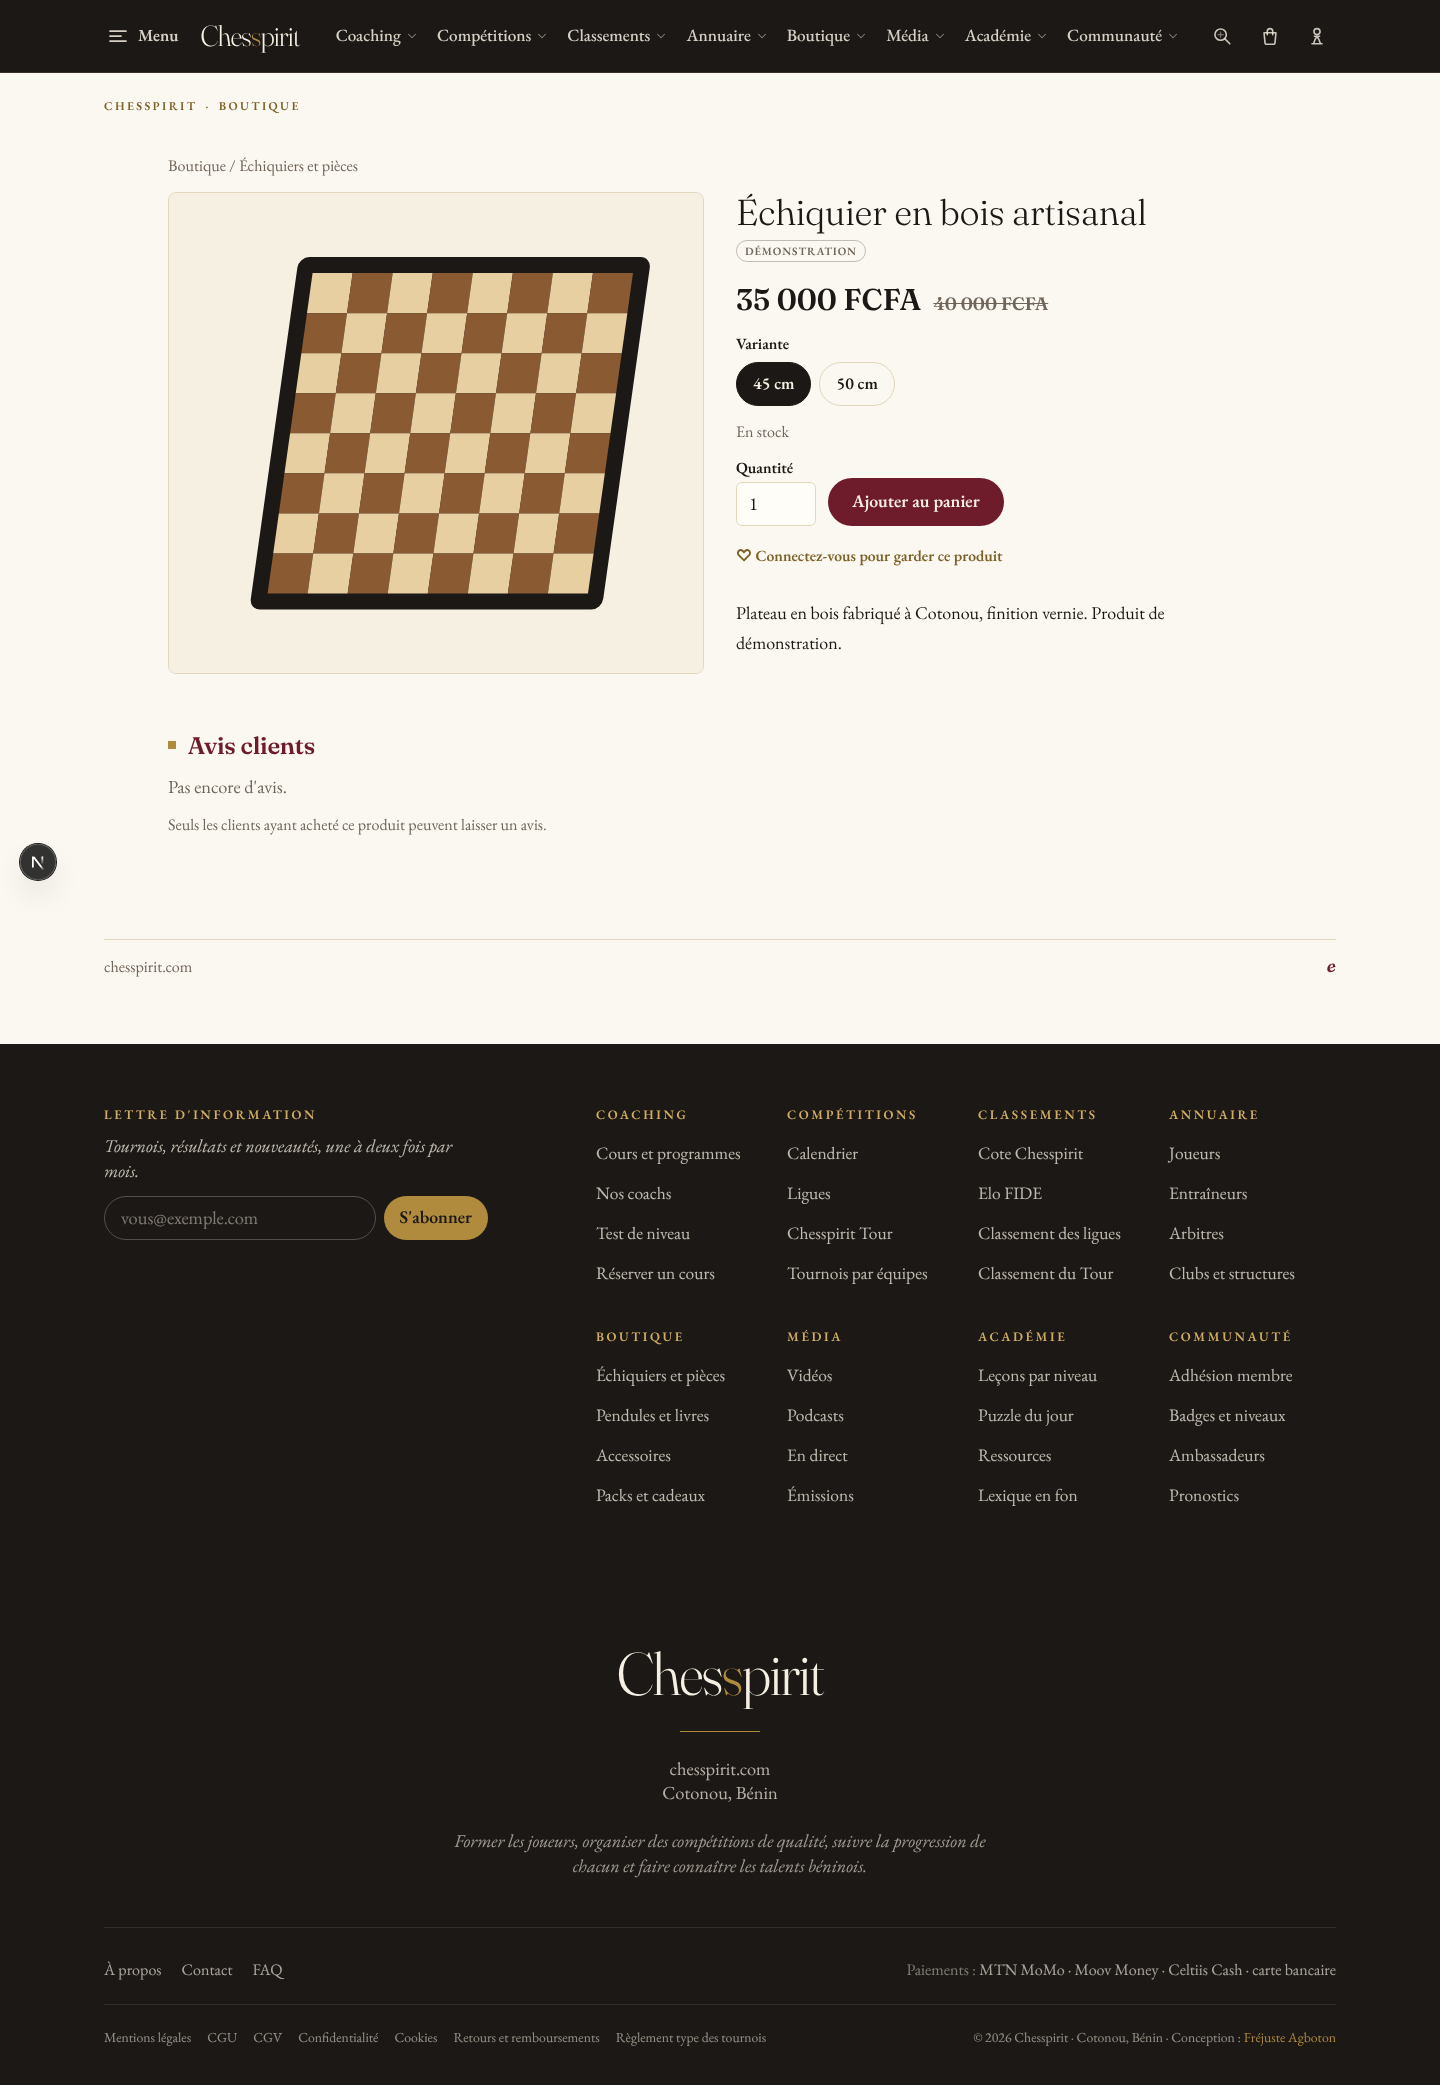 Menu
Chesspirit
Coaching
Compétitions
Classements
Annuaire
Boutique
Média
Académie
Communauté
CHESSPIRIT · BOUTIQUE
Boutique / Échiquiers et pièces
Échiquier en bois artisanal
DÉMONSTRATION
35 000 FCFA 40 000 FCFA
Variante
45 cm
50 cm
En stock
Quantité
1
Ajouter au panier
Connectez-vous pour garder ce produit
Plateau en bois fabriqué à Cotonou, finition vernie. Produit de
démonstration.
Avis clients
Pas encore d'avis.
Seuls les clients ayant acheté ce produit peuvent laisser un avis.
N
chesspirit.com
e
LETTRE D'INFORMATION
Tournois, résultats et nouveautés, une à deux fois par
mois.
vous@exemple.com
S'abonner
COACHING
Cours et programmes
Nos coachs
Test de niveau
Réserver un cours
COMPÉTITIONS
Calendrier
Ligues
Chesspirit Tour
Tournois par équipes
CLASSEMENTS
Cote Chesspirit
Elo FIDE
Classement des ligues
Classement du Tour
ANNUAIRE
Joueurs
Entraîneurs
Arbitres
Clubs et structures
BOUTIQUE
Échiquiers et pièces
Pendules et livres
Accessoires
Packs et cadeaux
MÉDIA
Vidéos
Podcasts
En direct
Émissions
ACADÉMIE
Leçons par niveau
Puzzle du jour
Ressources
Lexique en fon
COMMUNAUTÉ
Adhésion membre
Badges et niveaux
Ambassadeurs
Pronostics
Chesspirit
chesspirit.com
Cotonou, Bénin
Former les joueurs, organiser des compétitions de qualité, suivre la progression de
chacun et faire connaître les talents béninois.
À propos
Contact
FAQ
Paiements : MTN MoMo · Moov Money · Celtiis Cash · carte bancaire
Mentions légales
CGU
CGV
Confidentialité
Cookies
Retours et remboursements
Règlement type des tournois
© 2026 Chesspirit · Cotonou, Bénin · Conception : Fréjuste Agboton